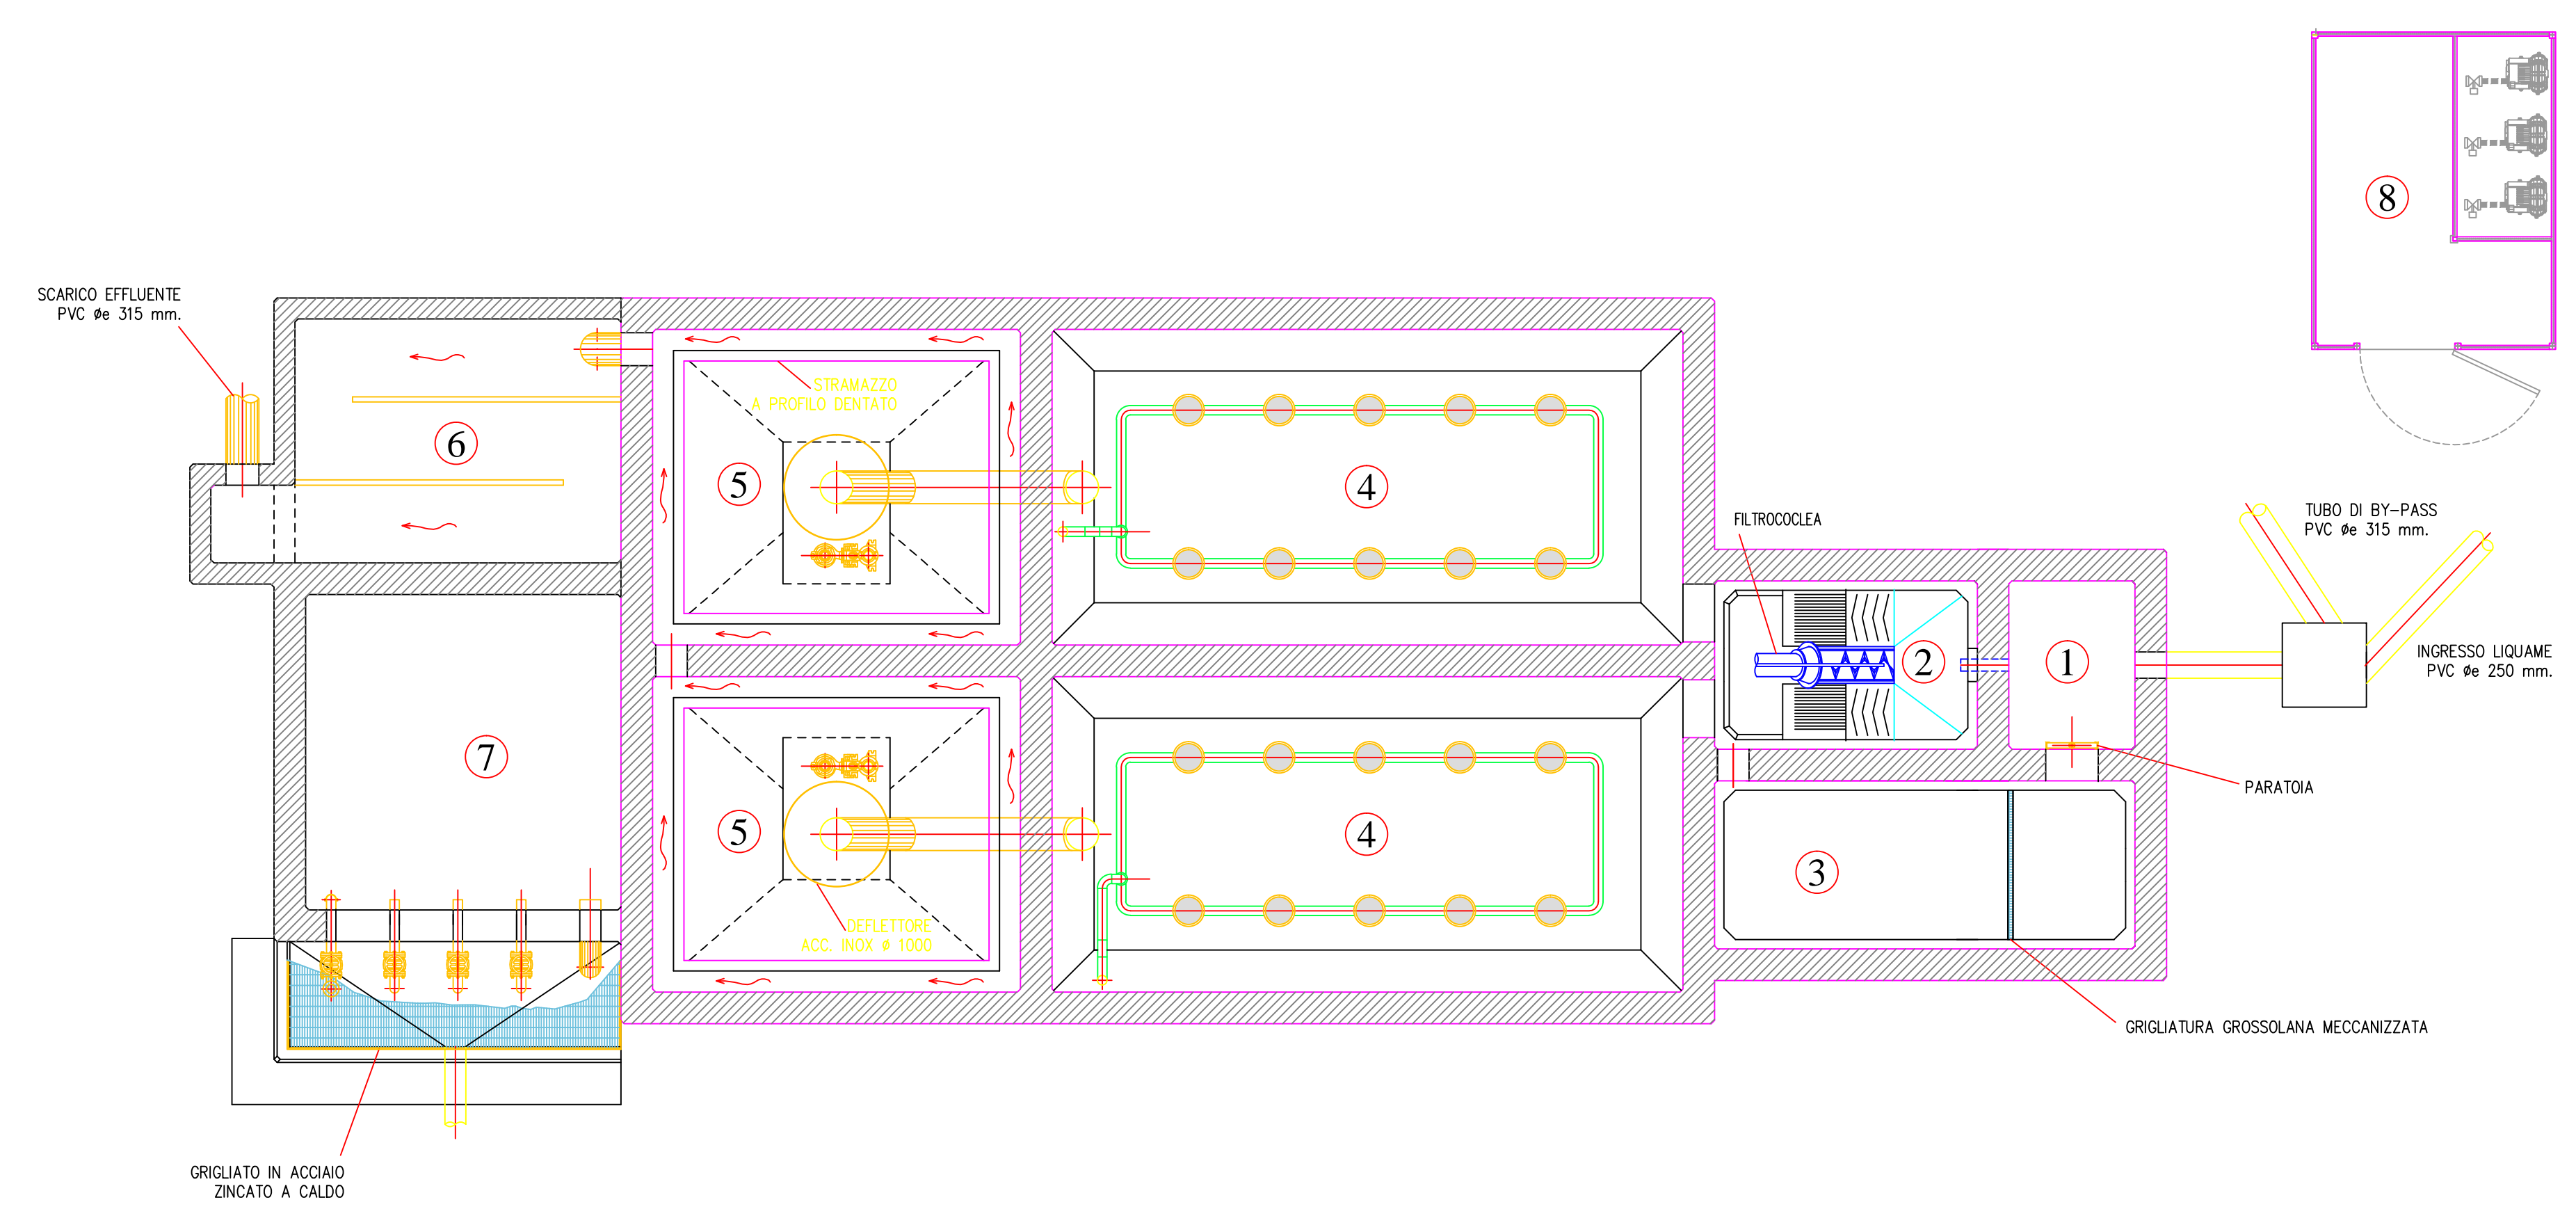 8
SCARICO EFFLUENTE
PVC Øe 315 mm.
STRAMAZZO
A PROFILO DENTATO
6
5
4
FILTROCOCLEA
TUBO DI BY-PASS
PVC Øe 315 mm.
2
1
INGRESSO LIQUAME
PVC Øe 250 mm.
7
PARATOIA
5
4
3
DEFLETTORE
ACC. INOX Ø 1000
GRIGLIATURA GROSSOLANA MECCANIZZATA
GRIGLIATO IN ACCIAIO
ZINCATO A CALDO